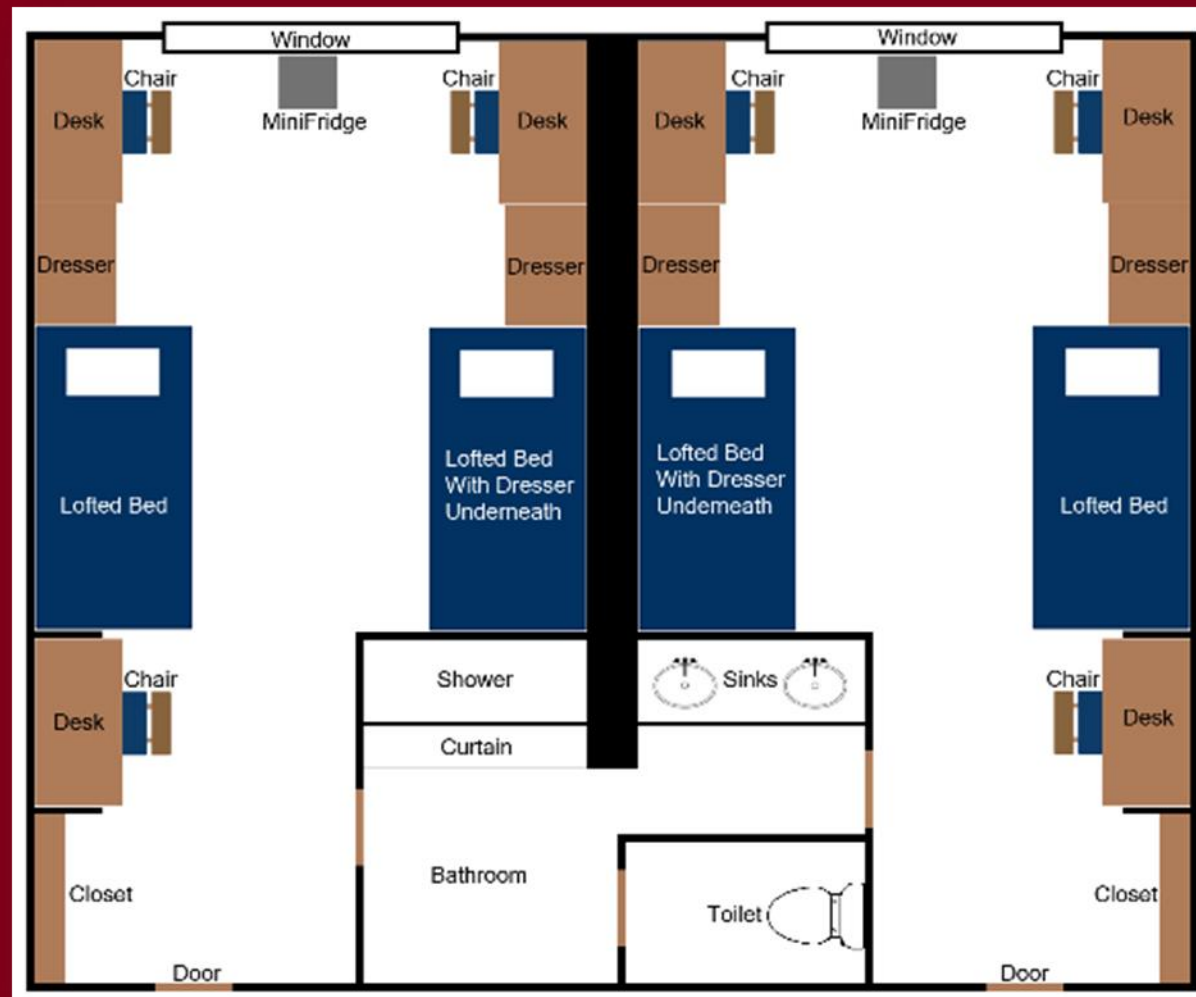 Window
Window
Chair
Chair
Chair
Chair
Desk
MiniFridge
Desk
Desk
MiniFridge
Desk
Dresser
Dresser
Dresser
Dresser
Lofted Bed
Lofted Bed
With Dresser
Underneath
Lofted Bed
With Dresser
Underneath
Lofted Bed
Chair
Shower
Sinks
Chair
Desk
Desk
Curtain
Closet
Bathroom
Toilet
Closet
Door
Door